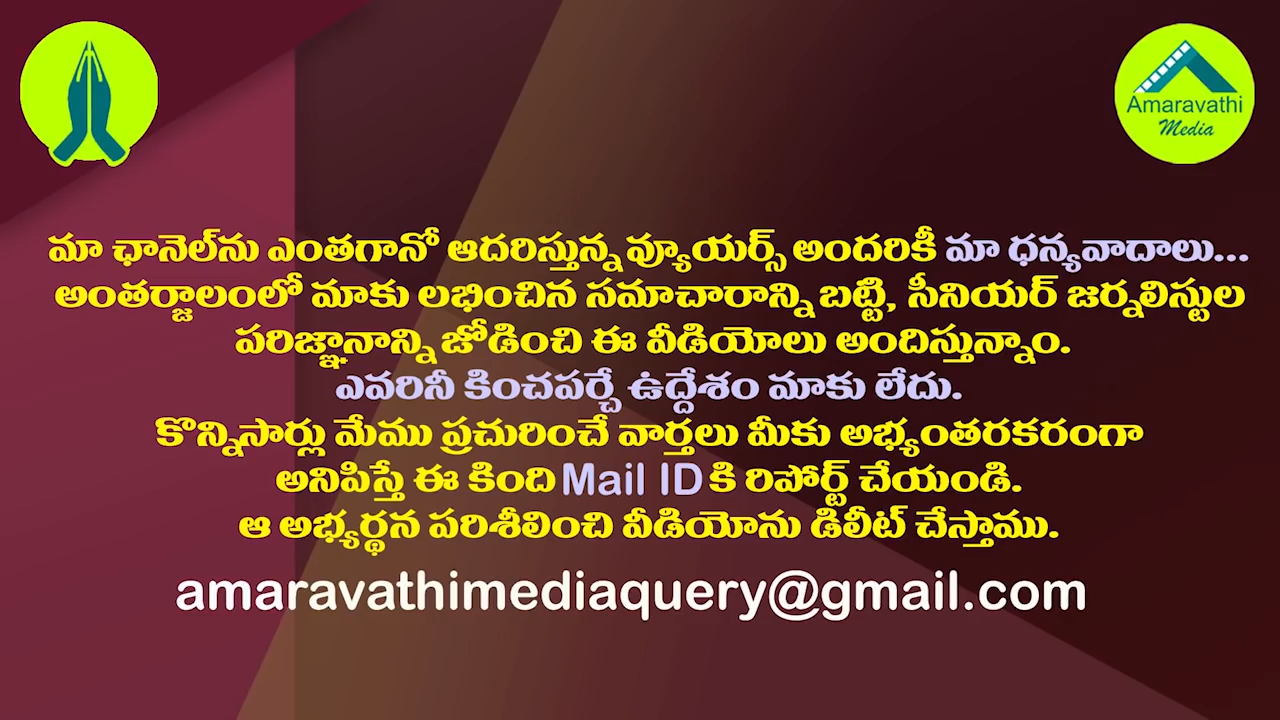 Amaravathi
Media
మా ఛానెల్‌ను ఎంతగానో ఆదరిస్తున్న వ్యూయర్స్ అందరికీ మా ధన్యవాదాలు...
అంతర్జాలంలో మాకు లభించిన సమాచారాన్ని బట్టి, సీనియర్ జర్నలిస్టుల
పరిజ్ఞానాన్ని జోడించి ఈ వీడియోలు అందిస్తున్నాం.
ఎవరినీ కించపర్చే ఉద్దేశం మాకు లేదు.
కొన్నిసార్లు మేము ప్రచురించే వార్తలు మీకు అభ్యంతరకరంగా
అనిపిస్తే ఈ కింది Mail ID కి రిపోర్ట్ చేయండి.
ఆ అభ్యర్థన పరిశీలించి వీడియోను డిలీట్ చేస్తాము.
amaravathimediaquery@gmail.com